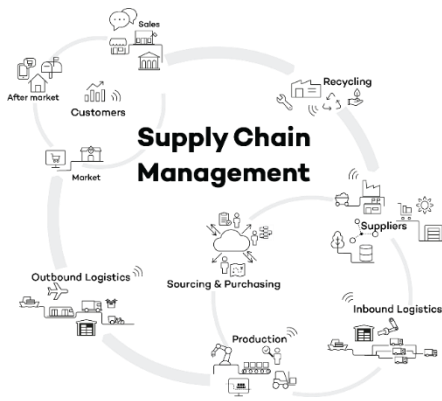 Sales
Recycling
After market
Customers
Supply Chain
Management
Market
Suppliers
Sourcing & Purchasing
Outbound Logistics
Inbound Logistics
Production